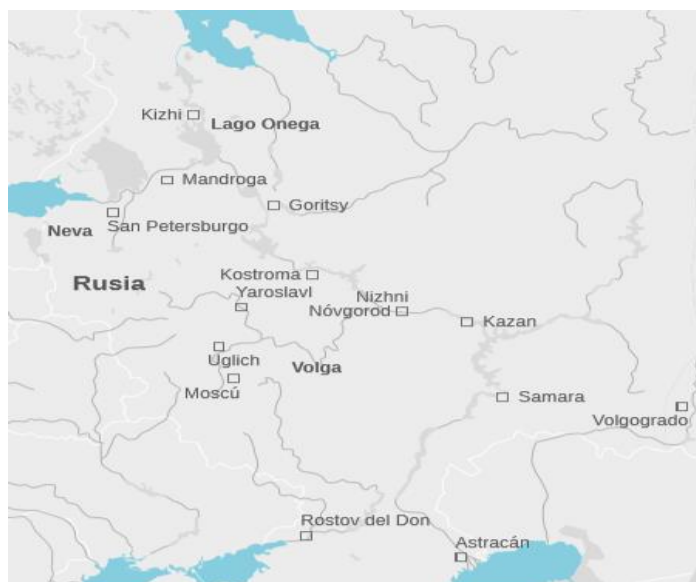 Kizhi
Lago Onega
Mandroga
Goritsy
San Petersburgo
Neva
Rusia
Kostroma
Yaroslavl
Nizhni
Nóvgorod
Kazan
Uglich
Volga
Moscú
Samara
Volgogrado
Rostov del Don
Astracán